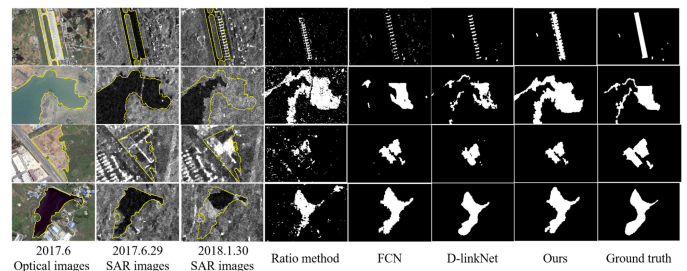 2017.6 2017.6.29 2018.1.30 Ratio method FCN D-linkNet Ours Ground truth
Optical images SAR images SAR images